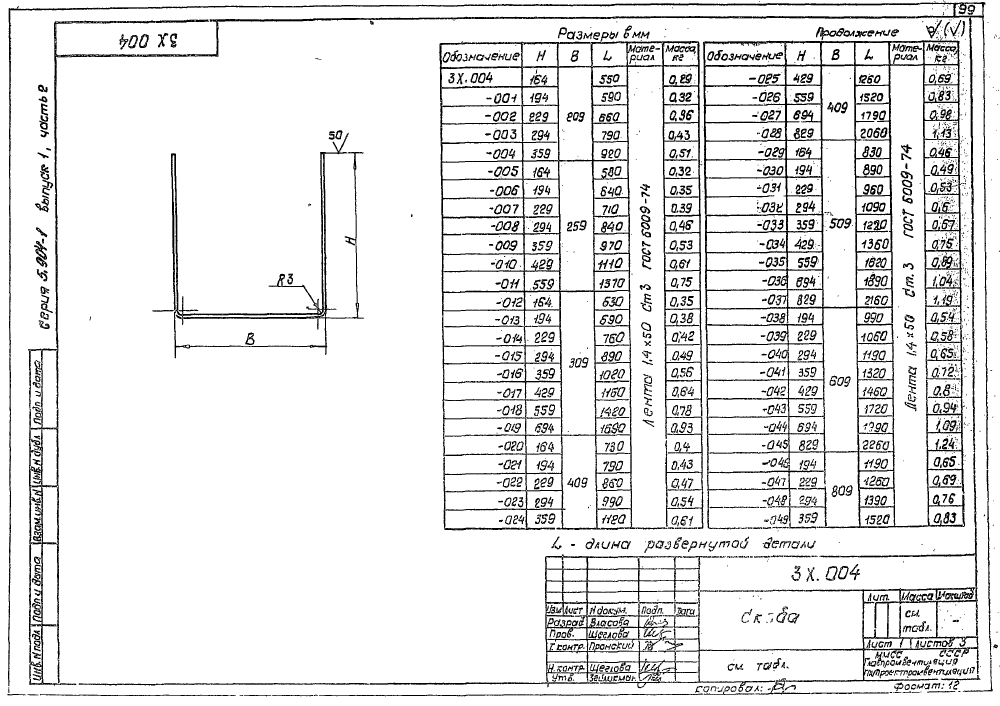 99
3Х 004
серия 5.904-1 выпуск 1, часть 2
50
H
R3
B
Размеры в мм
Обозначение H B L Мате-риал Масса, кг
3Х.004 164 209 550 Лента 1,4×50 ст3 ГОСТ 6009-74 0,29
-001 194 590 0,32
-002 229 660 0,36
-003 294 790 0,43
-004 359 920 0,51
-005 164 259 580 0,32
-006 194 640 0,35
-007 229 710 0,39
-008 294 840 0,46
-009 359 970 0,53
-010 429 1110 0,61
-011 559 1370 0,75
-012 164 309 630 0,35
-013 194 690 0,38
-014 229 760 0,42
-015 294 890 0,49
-016 359 1020 0,56
-017 429 1160 0,64
-018 559 1420 0,78
-019 694 1690 0,93
-020 164 409 730 0,4
-021 194 790 0,43
-022 229 860 0,47
-023 294 990 0,54
-024 359 1120 0,61
Продолжение
Обозначение H B L Мате-риал Масса, кг
-025 429 409 1260 Лента 1,4×50 ст. 3 ГОСТ 6009-74 0,69
-026 559 1520 0,83
-027 694 1790 0,98
-028 829 2060 1,13
-029 164 509 830 0,46
-030 194 890 0,49
-031 229 960 0,53
-032 294 1090 0,6
-033 359 1220 0,67
-034 429 1360 0,75
-035 559 1620 0,89
-036 694 1890 1,04
-037 829 2160 1,19
-038 194 609 990 0,54
-039 229 1060 0,58
-040 294 1190 0,65
-041 359 1320 0,72
-042 429 1460 0,8
-043 559 1720 0,94
-044 694 1990 1,09
-045 829 2260 1,24
-046 194 809 1190 0,65
-047 229 1260 0,69
-048 294 1390 0,76
-049 359 1520 0,83
L - длина развернутой детали
3Х.004
Скоба
см. табл.
Лит. Масса Масштаб
см. табл. -
Лист 1 Листов 3
ММСС СССР
Главпромвентиляция
Гипроектпромвентиляция
Изм Лист N докум. Подп. Дата
Разраб Власова
Пров. Щеглова
Т.контр. Пронский
Н.контр. Щеглова
Утв.
Инв.N подл. Подп и дата Взам.инв.N Инв.N дубл. Подп и дата
копировал:
Формат: 12